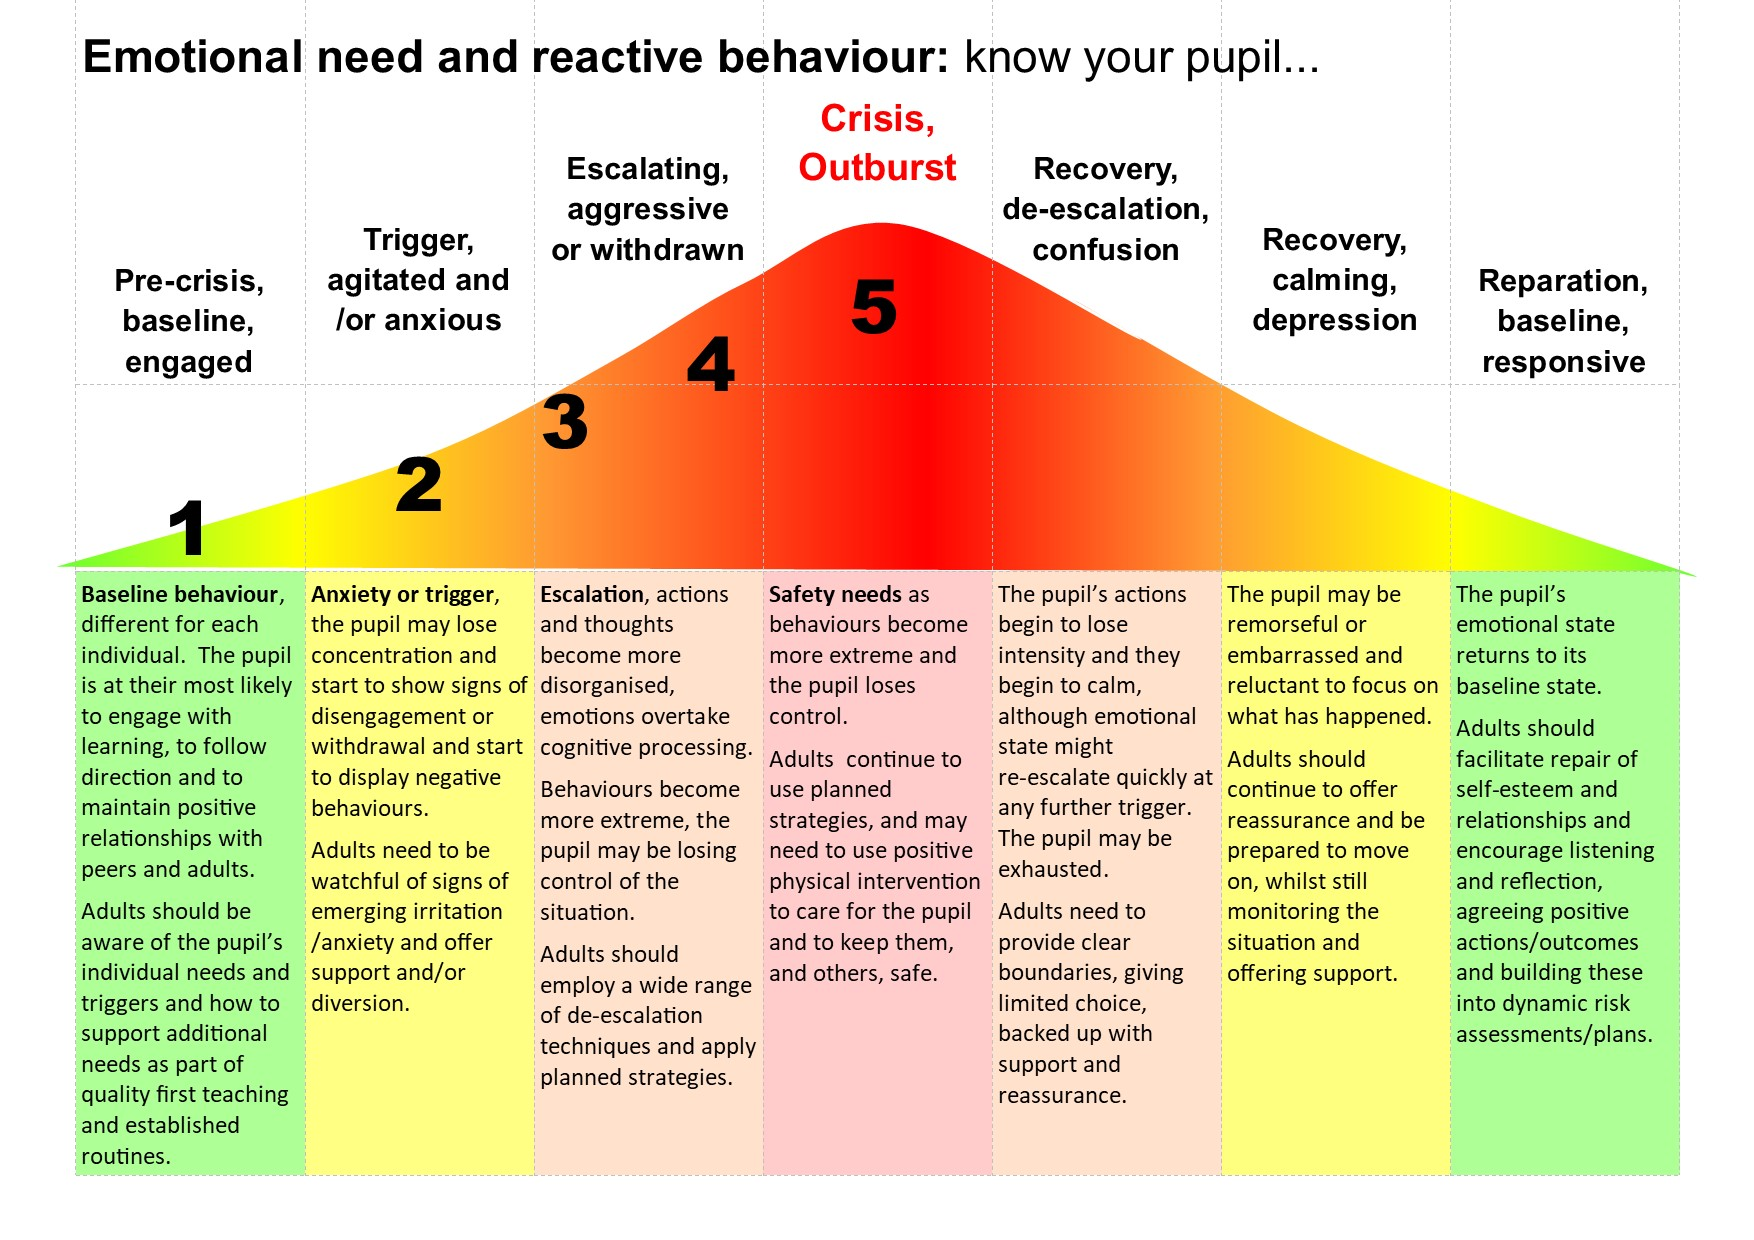 Emotional need and reactive behaviour: know your pupil...
Pre-crisis,
baseline,
engaged
Trigger,
agitated and
/or anxious
Escalating,
aggressive
or withdrawn
Crisis,
Outburst
Recovery,
de-escalation,
confusion
Recovery,
calming,
depression
Reparation,
baseline,
responsive
1
2
3
4
5
Baseline behaviour,
different for each
individual.  The pupil
is at their most likely
to engage with
learning, to follow
direction and to
maintain positive
relationships with
peers and adults.
Adults should be
aware of the pupil’s
individual needs and
triggers and how to
support additional
needs as part of
quality first teaching
and established
routines.
Anxiety or trigger,
the pupil may lose
concentration and
start to show signs of
disengagement or
withdrawal and start
to display negative
behaviours.
Adults need to be
watchful of signs of
emerging irritation
/anxiety and offer
support and/or
diversion.
Escalation, actions
and thoughts
become more
disorganised,
emotions overtake
cognitive processing.
Behaviours become
more extreme, the
pupil may be losing
control of the
situation.
Adults should
employ a wide range
of de-escalation
techniques and apply
planned strategies.
Safety needs as
behaviours become
more extreme and
the pupil loses
control.
Adults  continue to
use planned
strategies, and may
need to use positive
physical intervention
to care for the pupil
and to keep them,
and others, safe.
The pupil’s actions
begin to lose
intensity and they
begin to calm,
although emotional
state might
re-escalate quickly at
any further trigger.
The pupil may be
exhausted.
Adults need to
provide clear
boundaries, giving
limited choice,
backed up with
support and
reassurance.
The pupil may be
remorseful or
embarrassed and
reluctant to focus on
what has happened.
Adults should
continue to offer
reassurance and be
prepared to move
on, whilst still
monitoring the
situation and
offering support.
The pupil’s
emotional state
returns to its
baseline state.
Adults should
facilitate repair of
self-esteem and
relationships and
encourage listening
and reflection,
agreeing positive
actions/outcomes
and building these
into dynamic risk
assessments/plans.